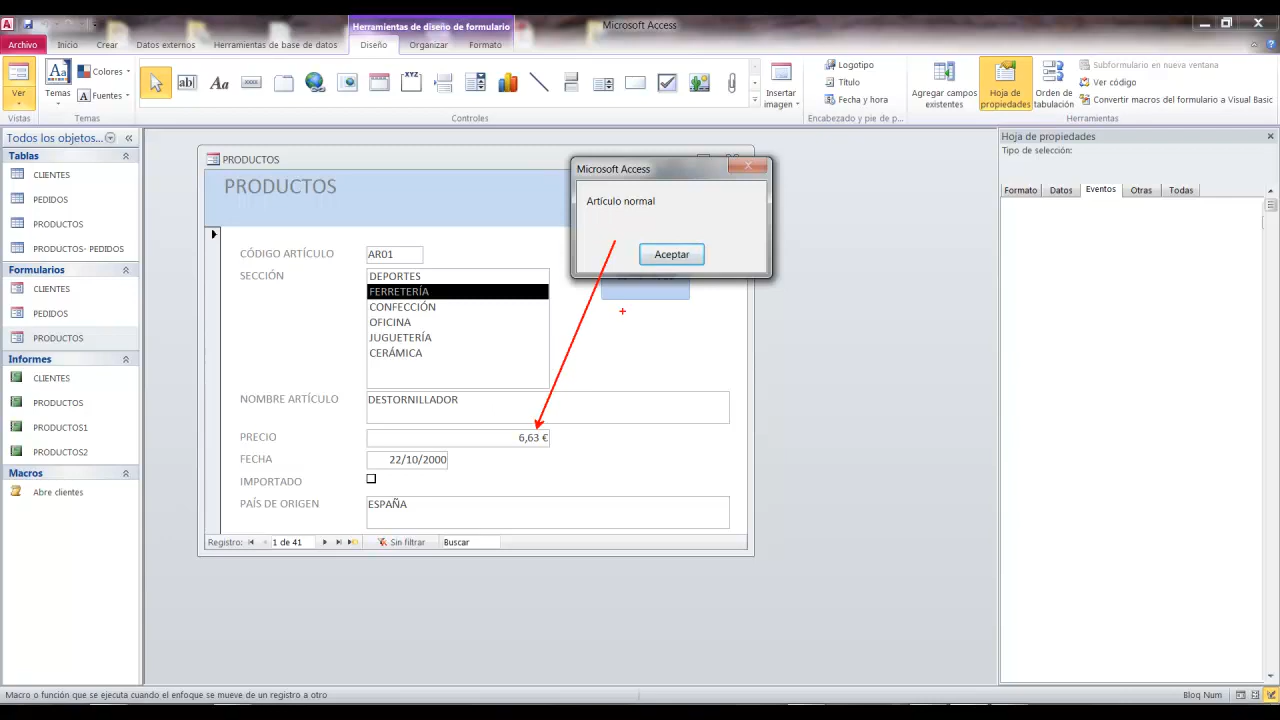 Herramientas de diseño de formulario
Microsoft Access
Archivo
Inicio
Crear
Datos externos
Herramientas de base de datos
Diseño
Organizar
Formato
Ver
Vistas
Temas
Colores
Fuentes
Temas
Controles
Insertar
imagen
Logotipo
Título
Fecha y hora
Encabezado y pie de p...
Agregar campos
existentes
Hoja de
propiedades
Orden de
tabulación
Subformulario en nueva ventana
Ver código
Convertir macros del formulario a Visual Basic
Herramientas
Todos los objetos...
Tablas
CLIENTES
PEDIDOS
PRODUCTOS
PRODUCTOS- PEDIDOS
Formularios
CLIENTES
PEDIDOS
PRODUCTOS
Informes
CLIENTES
PRODUCTOS
PRODUCTOS1
PRODUCTOS2
Macros
Abre clientes
PRODUCTOS
PRODUCTOS
CÓDIGO ARTÍCULO AR01
SECCIÓN DEPORTES
FERRETERÍA
CONFECCIÓN
OFICINA
JUGUETERÍA
CERÁMICA
NOMBRE ARTÍCULO DESTORNILLADOR
PRECIO 6,63 €
FECHA 22/10/2000
IMPORTADO
PAÍS DE ORIGEN ESPAÑA
Registro: 1 de 41 Sin filtrar Buscar
Microsoft Access
Artículo normal
Aceptar
Hoja de propiedades
Tipo de selección:
Formato
Datos
Eventos
Otras
Todas
Macro o función que se ejecuta cuando el enfoque se mueve de un registro a otro
Bloq Num